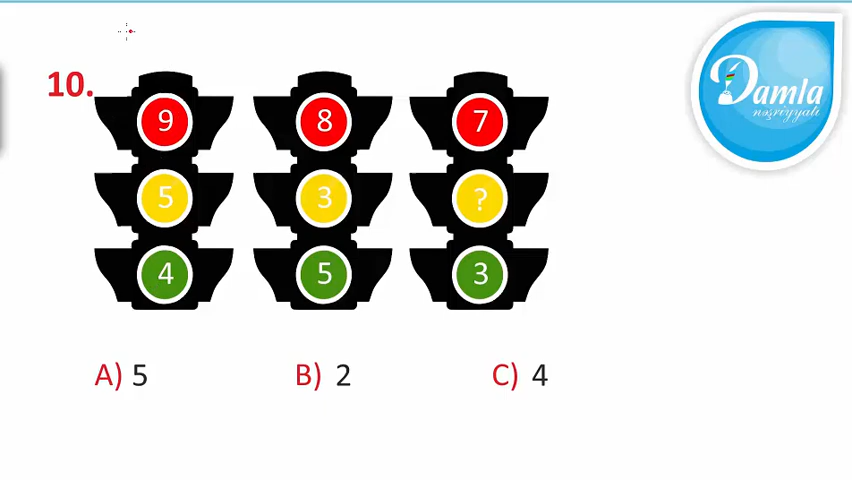 10.
9 8 7
5 3 ?
4 5 3
A) 5 B) 2 C) 4
Damla
nəşriyyatı